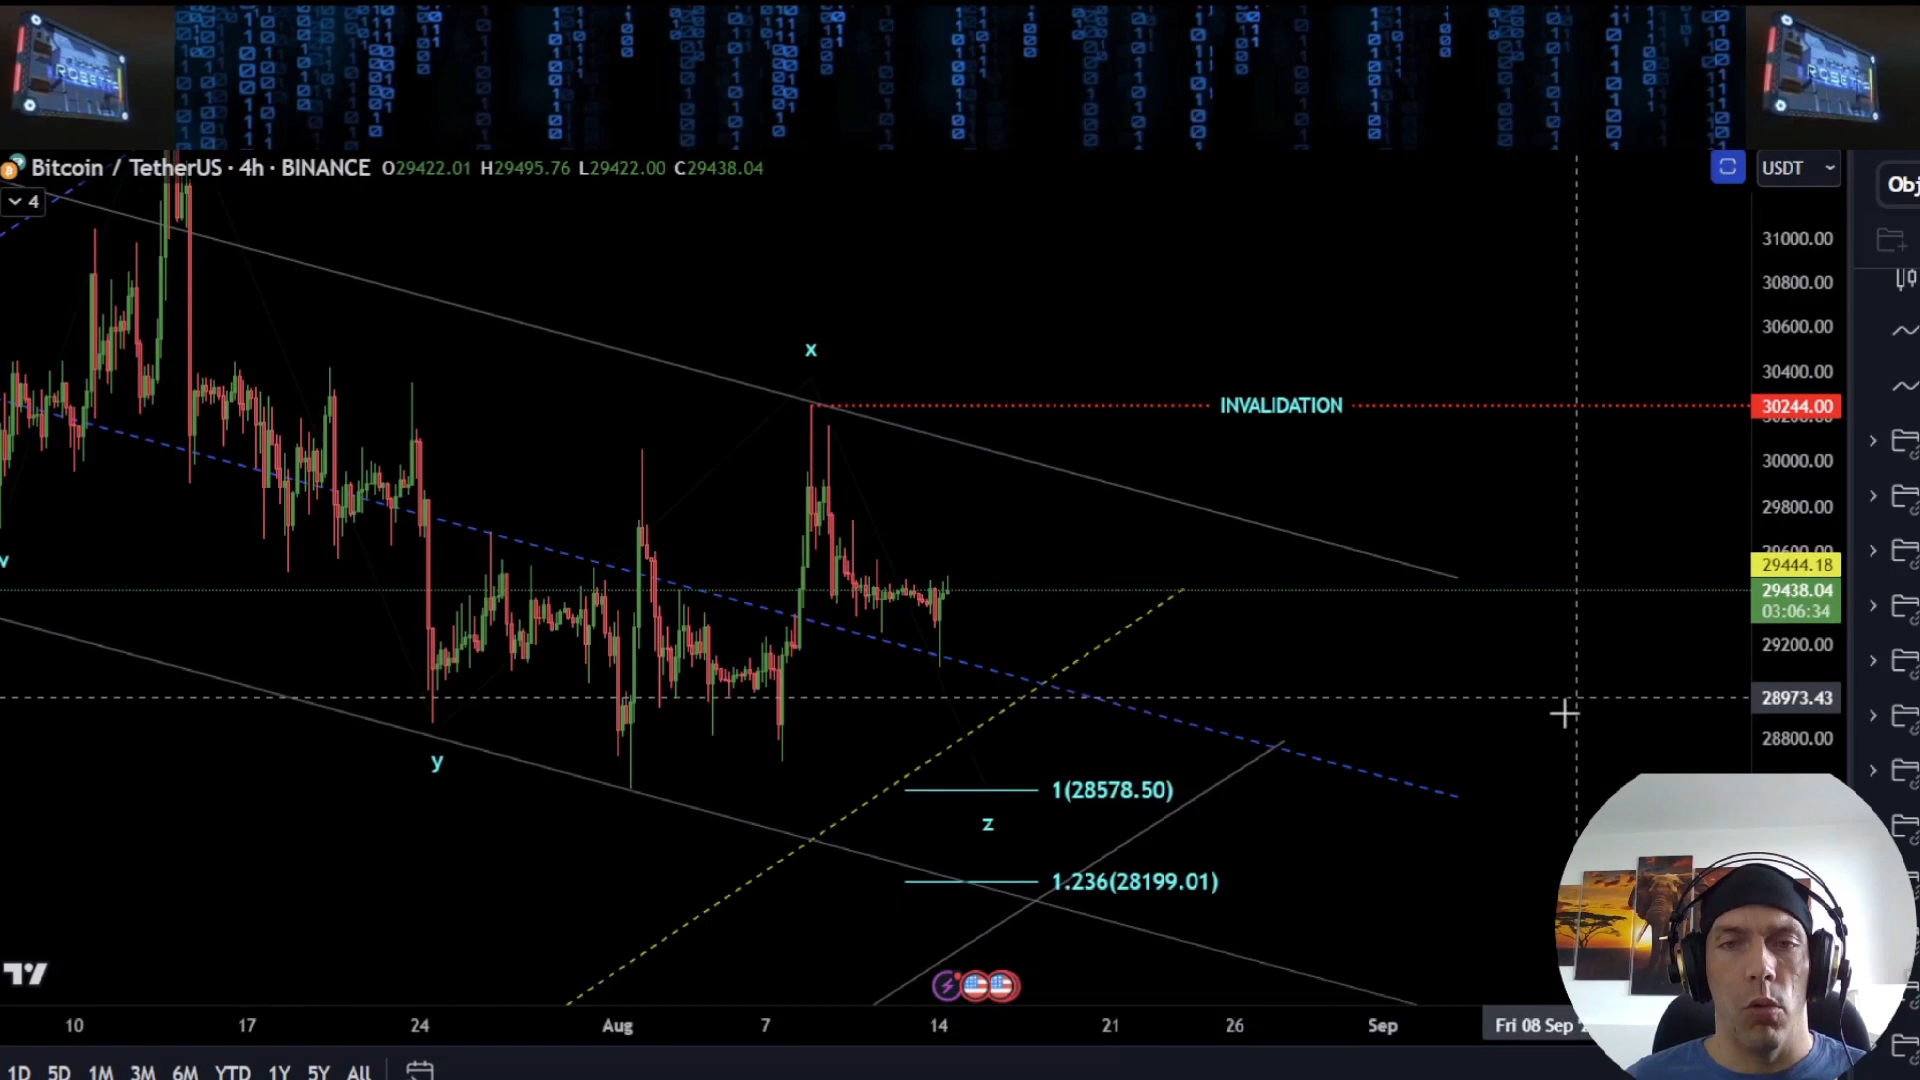 Bitcoin / TetherUS · 4h · BINANCE O29422.01 H29495.76 L29422.00 C29438.04
USDT
4
31000.00
30800.00
30600.00
30400.00
x
INVALIDATION
30244.00
30000.00
29800.00
29600.00
29444.18
29438.04
03:06:34
29200.00
28973.43
28800.00
y
1(28578.50)
z
1.236(28199.01)
10 17 24 Aug 7 14 21 26 Sep Fri 08 Sep
1D 5D 1M 3M 6M YTD 1Y 5Y All